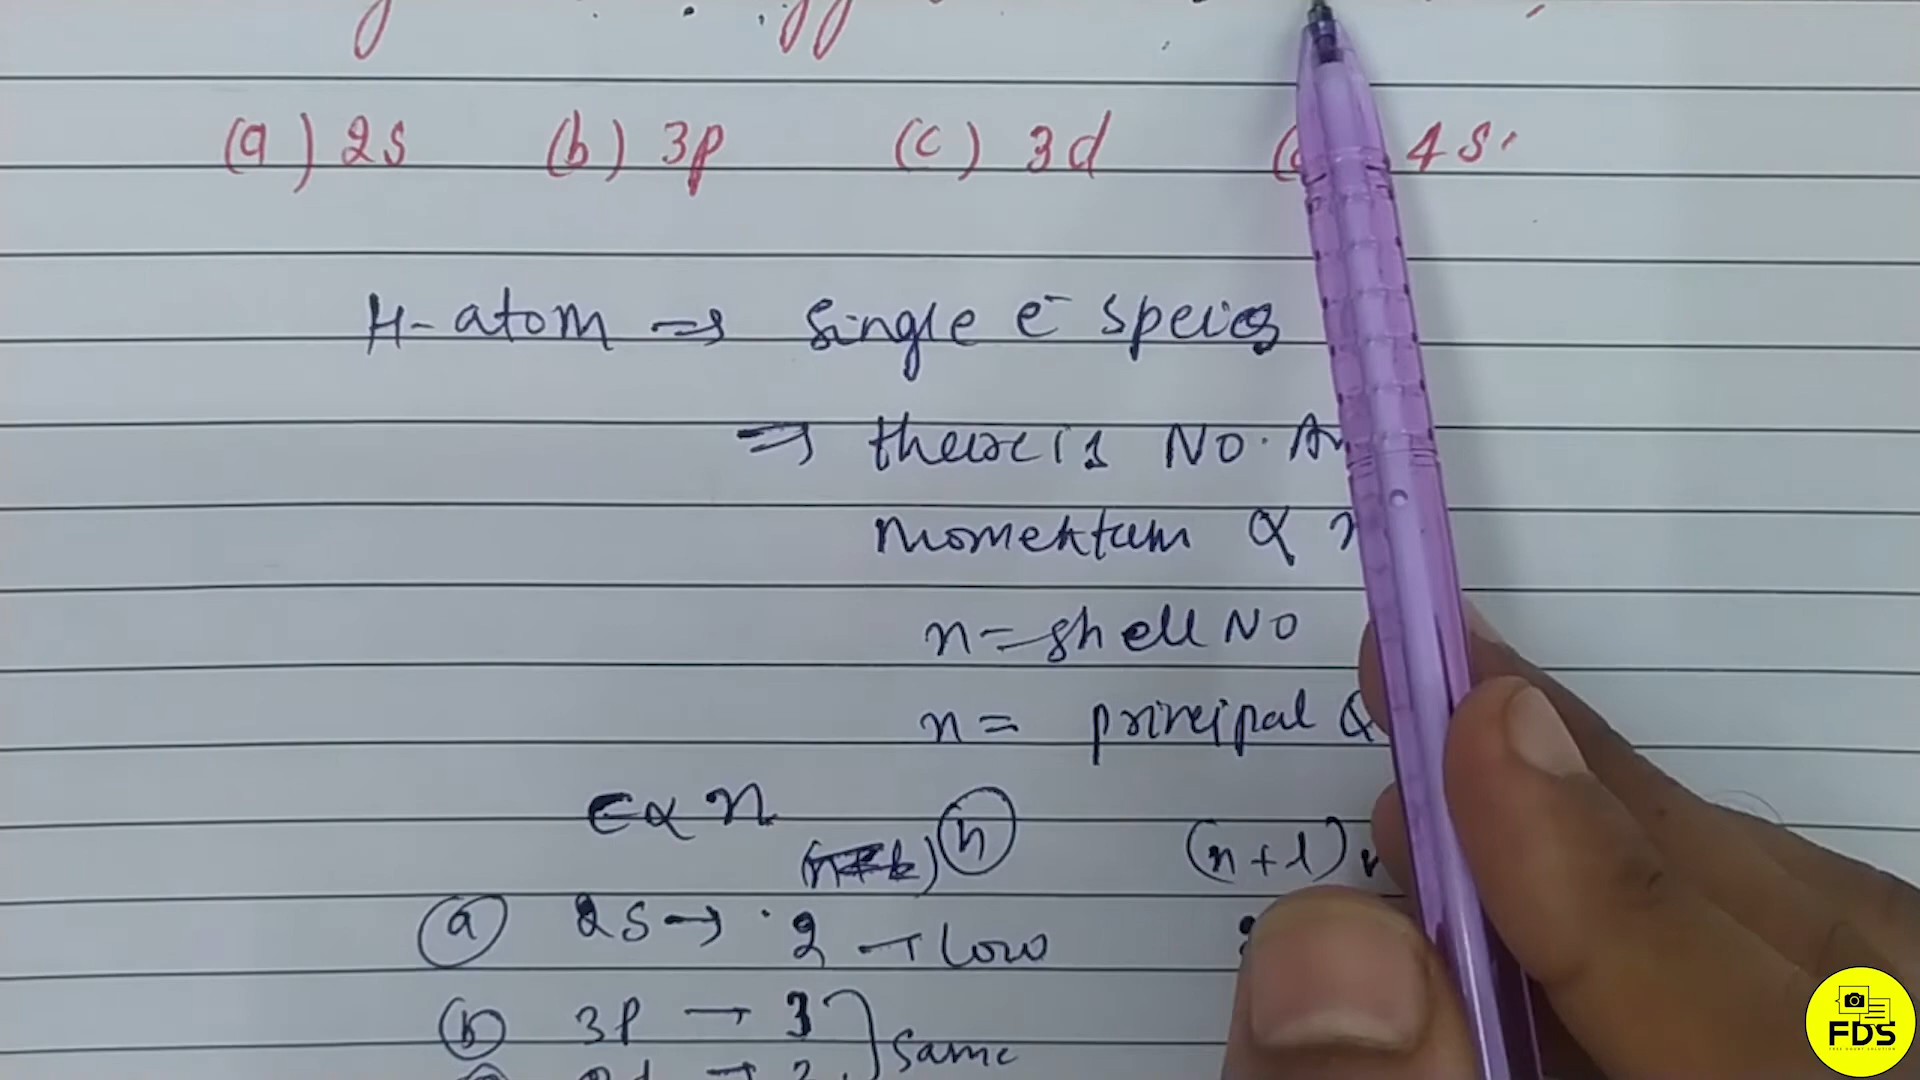 (a) 2s (b) 3p (c) 3d 4s.
H-atom ⇒ Single e⁻ Speies
⇒ there is NO.
momentum &
n = shell NO
n = principal Q
E α n
(n+l) (n) (n+l)
(a) 2s → 2 → low
(b) 3p → 3
Same
FDS